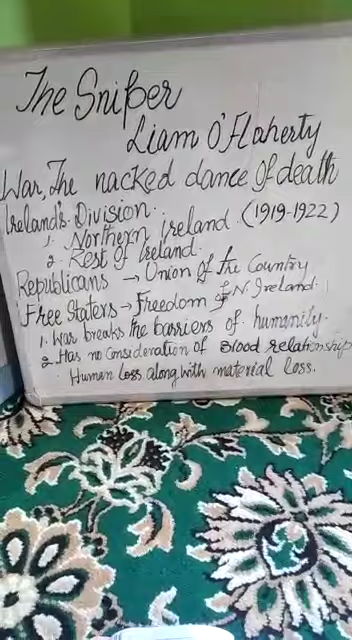 The Sniper
Liam O'Flaherty
War, The nacked dance of death
Ireland's Division.
1. Northern ireland (1919-1922)
2. Rest of Ireland.
Republicans → Union of the Country
Free Staters → Freedom of N. Ireland.
1. War breaks the barriers of humanity.
2. Has no Consideration of Blood relationship
Human Loss along with material loss.